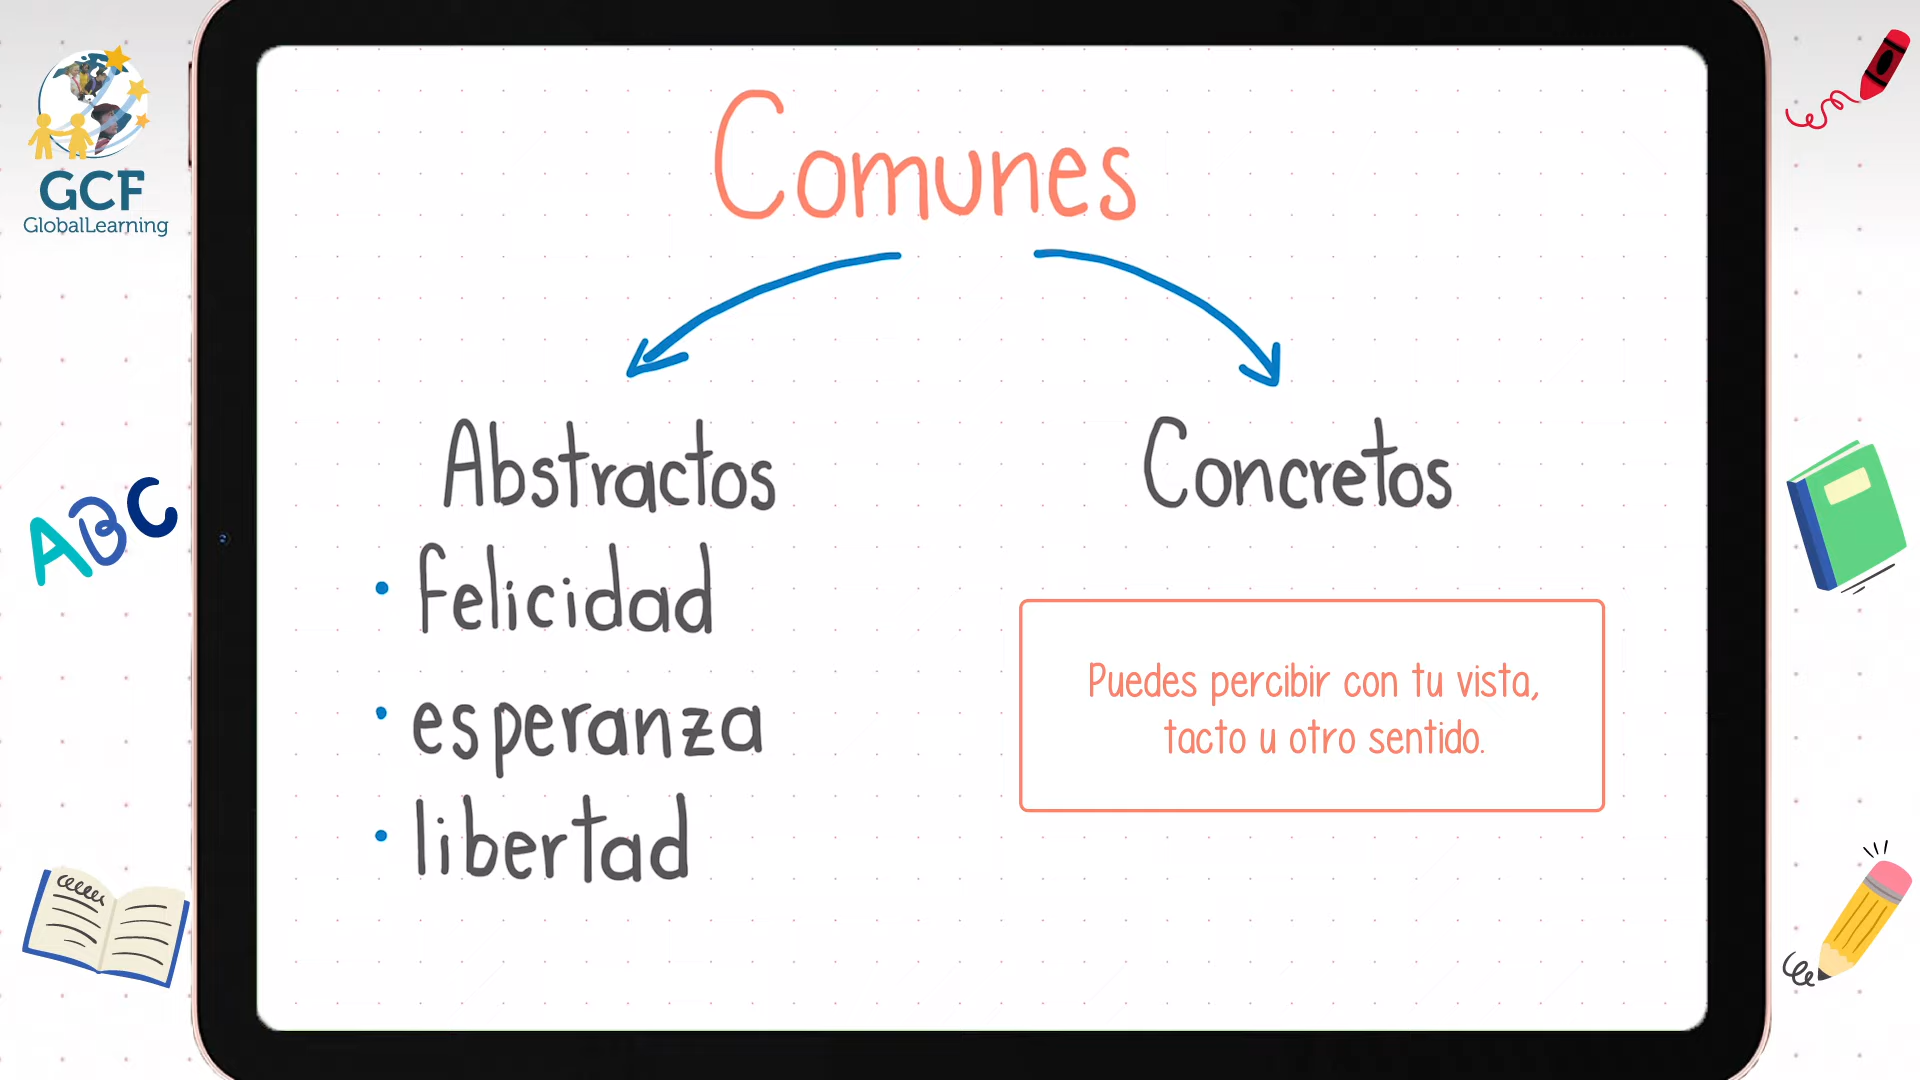 GCF
GlobalLearning
ABC
Comunes
Abstractos
Concretos
• felicidad
• esperanza
• libertad
Puedes percibir con tu vista,
tacto u otro sentido.